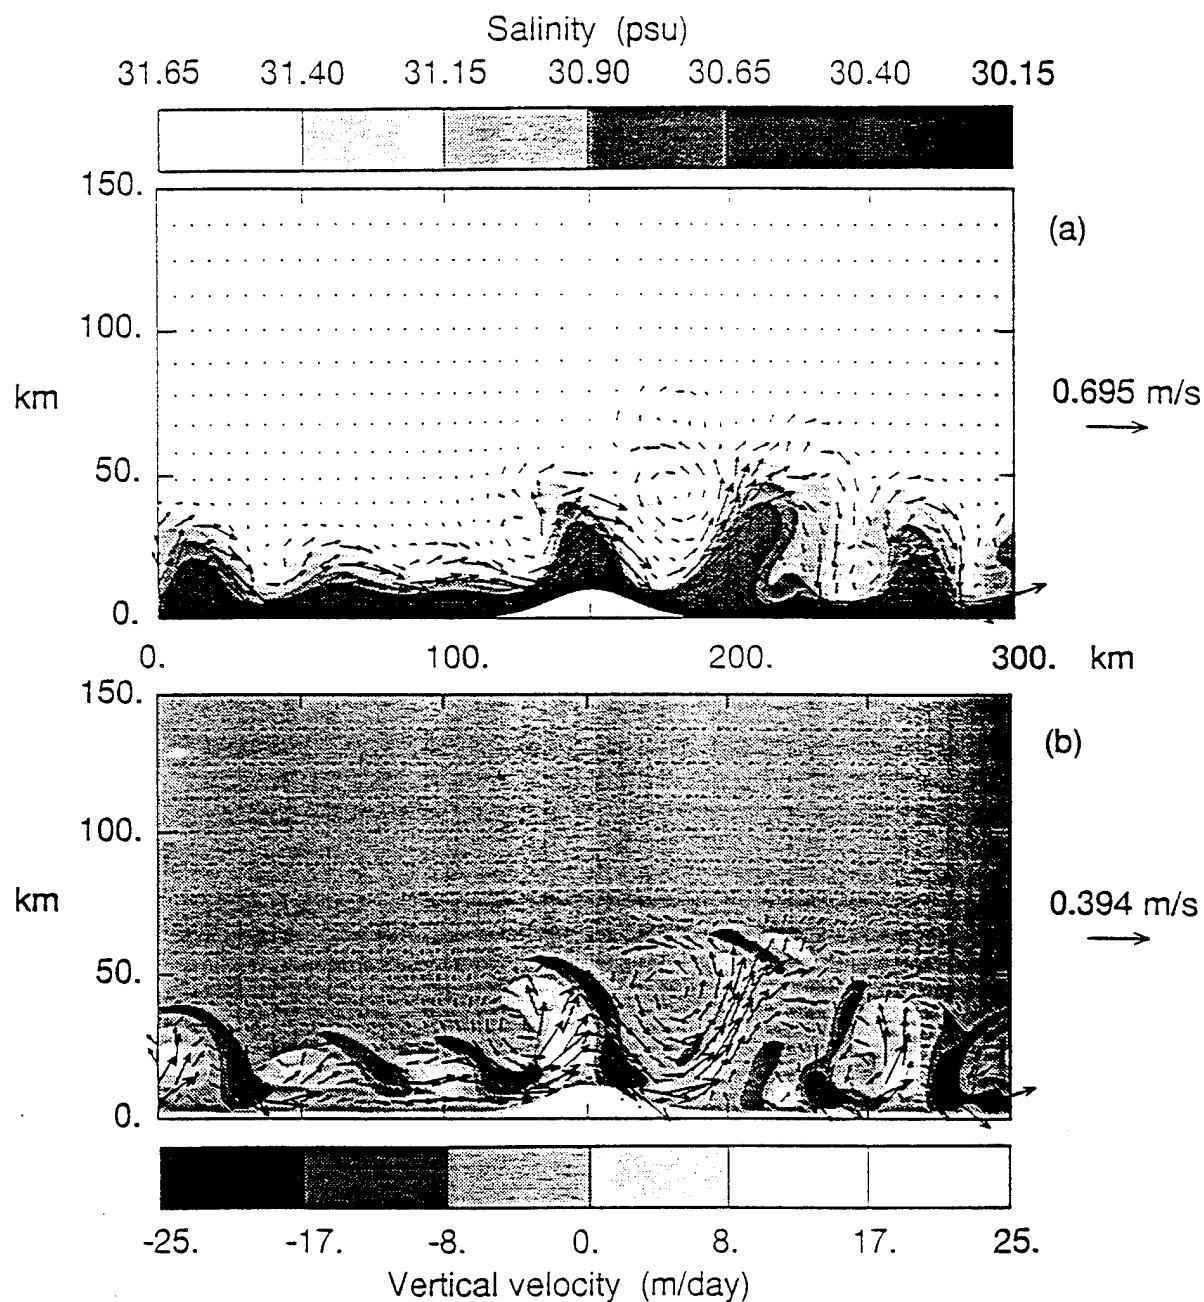 Salinity (psu)
31.65 31.40 31.15 30.90 30.65 30.40 30.15
150.
(a)
100.
km
0.695 m/s
50.
0.
0. 100. 200. 300. km
150.
(b)
100.
km
0.394 m/s
50.
0.
-25. -17. -8. 0. 8. 17. 25.
Vertical velocity (m/day)